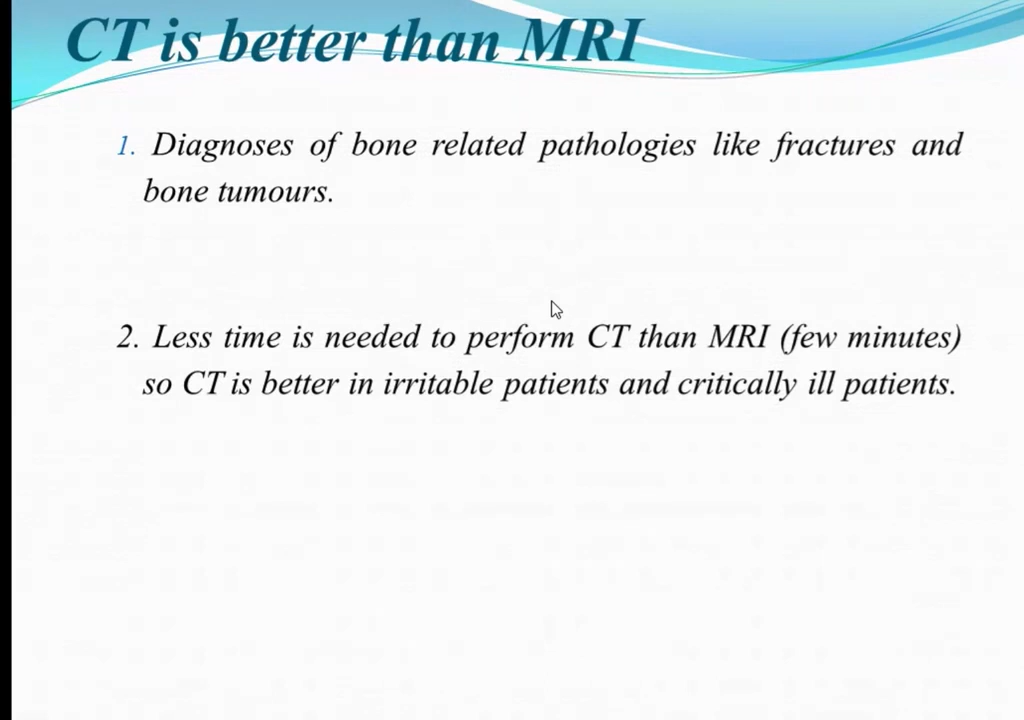 CT is better than MRI
1. Diagnoses of bone related pathologies like fractures and
bone tumours.
2. Less time is needed to perform CT than MRI (few minutes)
so CT is better in irritable patients and critically ill patients.